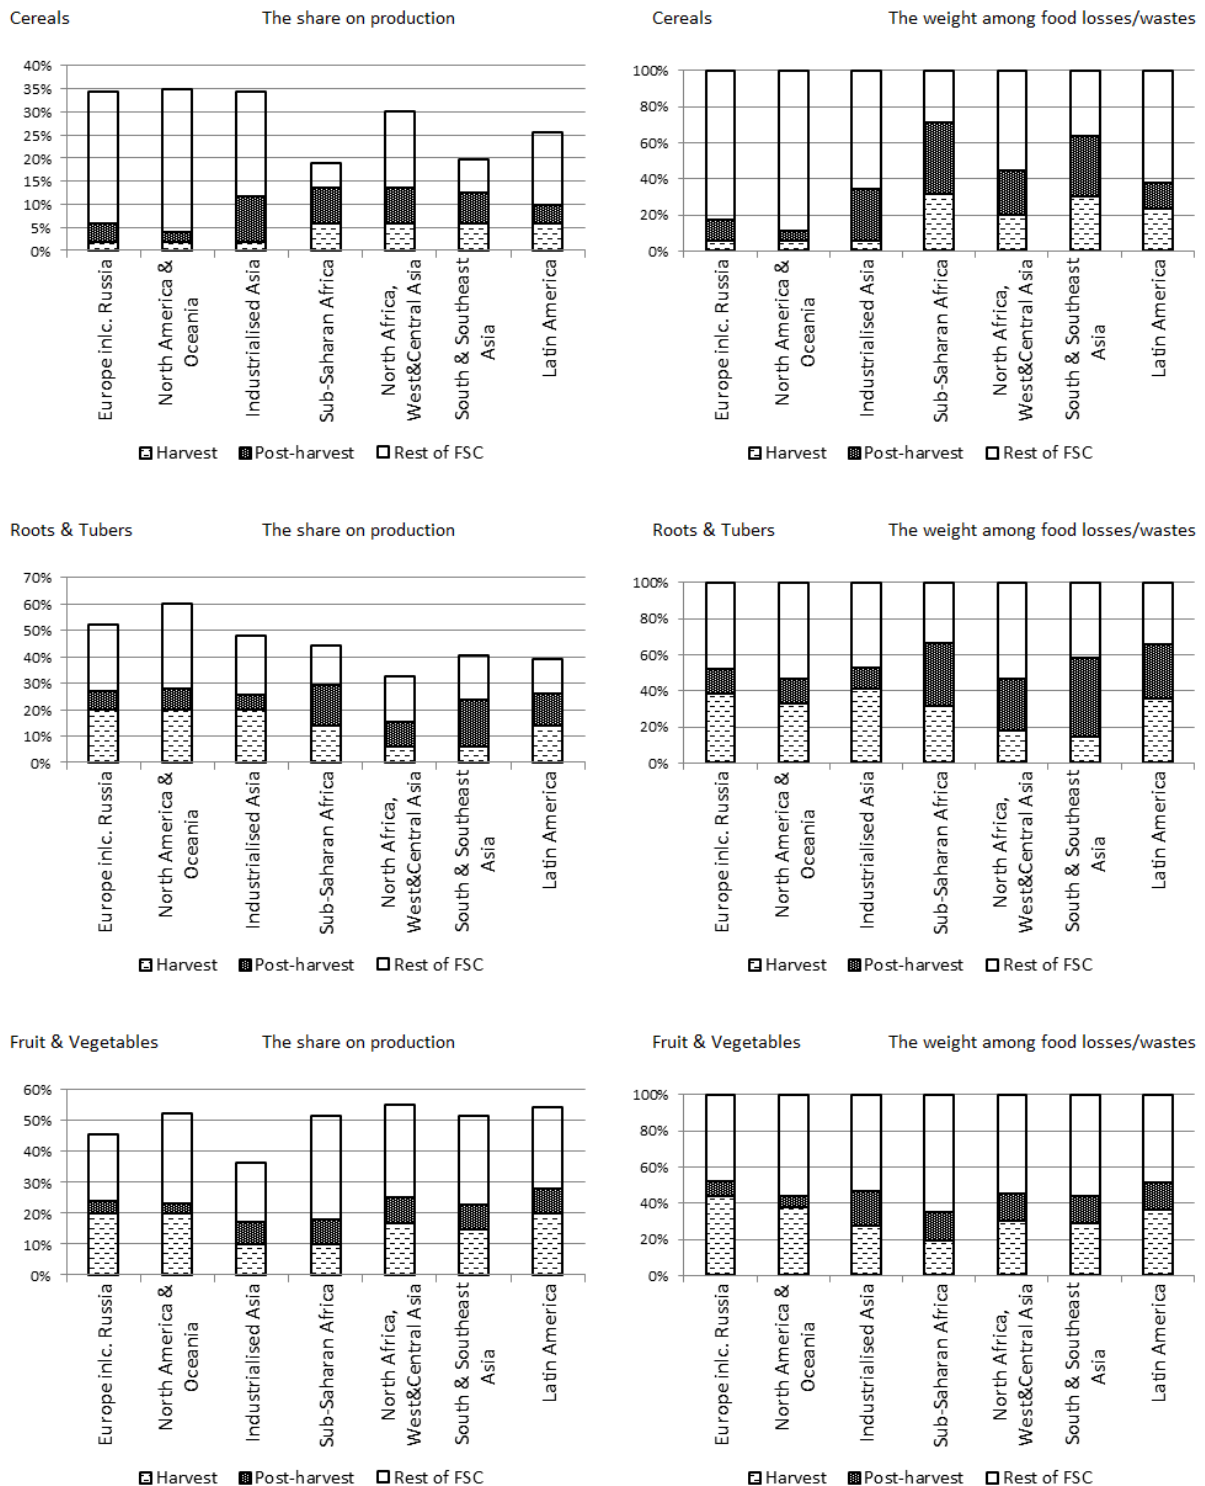 Cereals The share on production
40%
35%
30%
25%
20%
15%
10%
5%
0%
Europe inlc. Russia
North America &
Oceania
Industrialised Asia
Sub-Saharan Africa
North Africa,
West&Central Asia
South & Southeast
Asia
Latin America
Harvest Post-harvest Rest of FSC
Cereals The weight among food losses/wastes
100%
80%
60%
40%
20%
0%
Europe inlc. Russia
North America &
Oceania
Industrialised Asia
Sub-Saharan Africa
North Africa,
West&Central Asia
South & Southeast
Asia
Latin America
Harvest Post-harvest Rest of FSC
Roots & Tubers The share on production
70%
60%
50%
40%
30%
20%
10%
0%
Europe inlc. Russia
North America &
Oceania
Industrialised Asia
Sub-Saharan Africa
North Africa,
West&Central Asia
South & Southeast
Asia
Latin America
Harvest Post-harvest Rest of FSC
Roots & Tubers The weight among food losses/wastes
100%
80%
60%
40%
20%
0%
Europe inlc. Russia
North America &
Oceania
Industrialised Asia
Sub-Saharan Africa
North Africa,
West&Central Asia
South & Southeast
Asia
Latin America
Harvest Post-harvest Rest of FSC
Fruit & Vegetables The share on production
60%
50%
40%
30%
20%
10%
0%
Europe inlc. Russia
North America &
Oceania
Industrialised Asia
Sub-Saharan Africa
North Africa,
West&Central Asia
South & Southeast
Asia
Latin America
Harvest Post-harvest Rest of FSC
Fruit & Vegetables The weight among food losses/wastes
100%
80%
60%
40%
20%
0%
Europe inlc. Russia
North America &
Oceania
Industrialised Asia
Sub-Saharan Africa
North Africa,
West&Central Asia
South & Southeast
Asia
Latin America
Harvest Post-harvest Rest of FSC